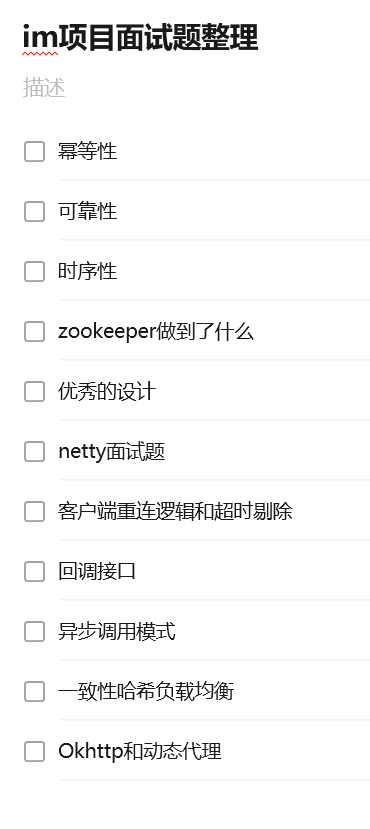 im项目面试题整理
描述
幂等性
可靠性
时序性
zookeeper做到了什么
优秀的设计
netty面试题
客户端重连逻辑和超时剔除
回调接口
异步调用模式
一致性哈希负载均衡
Okhttp和动态代理